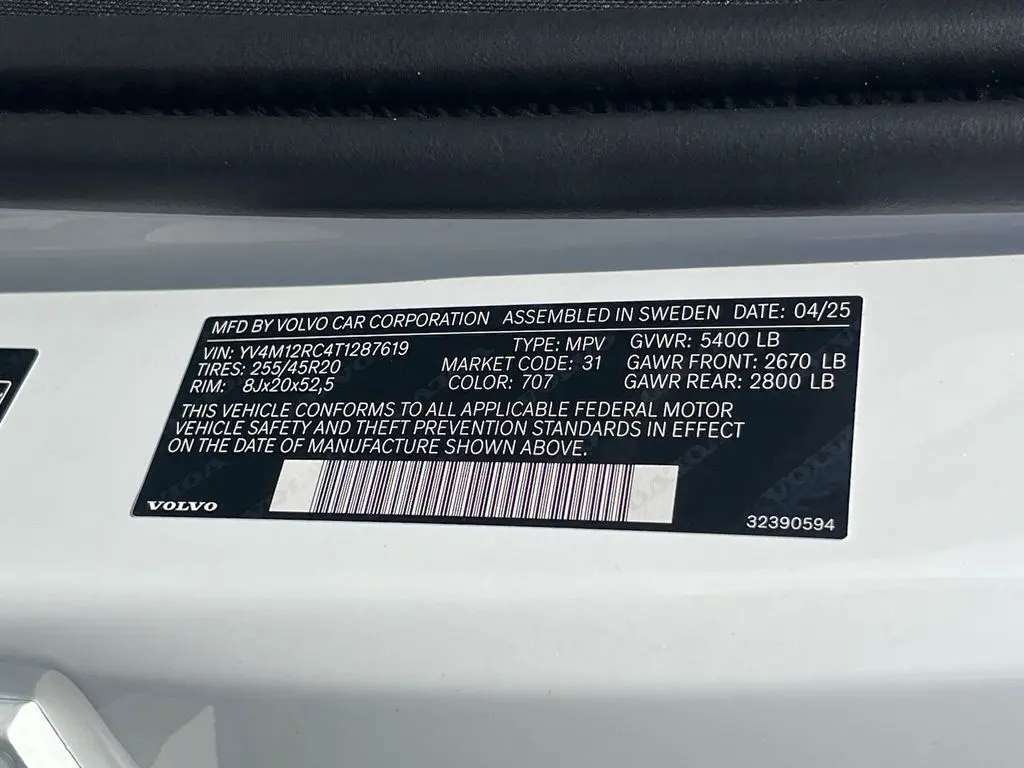 MFD BY VOLVO CAR CORPORATION ASSEMBLED IN SWEDEN DATE: 04/25
VIN: YV4M12RC4T1287619 TYPE: MPV GVWR: 5400 LB
TIRES: 255/45R20 MARKET CODE: 31 GAWR FRONT: 2670 LB
RIM: 8Jx20x52,5 COLOR: 707 GAWR REAR: 2800 LB
THIS VEHICLE CONFORMS TO ALL APPLICABLE FEDERAL MOTOR
VEHICLE SAFETY AND THEFT PREVENTION STANDARDS IN EFFECT
ON THE DATE OF MANUFACTURE SHOWN ABOVE.
VOLVO 32390594